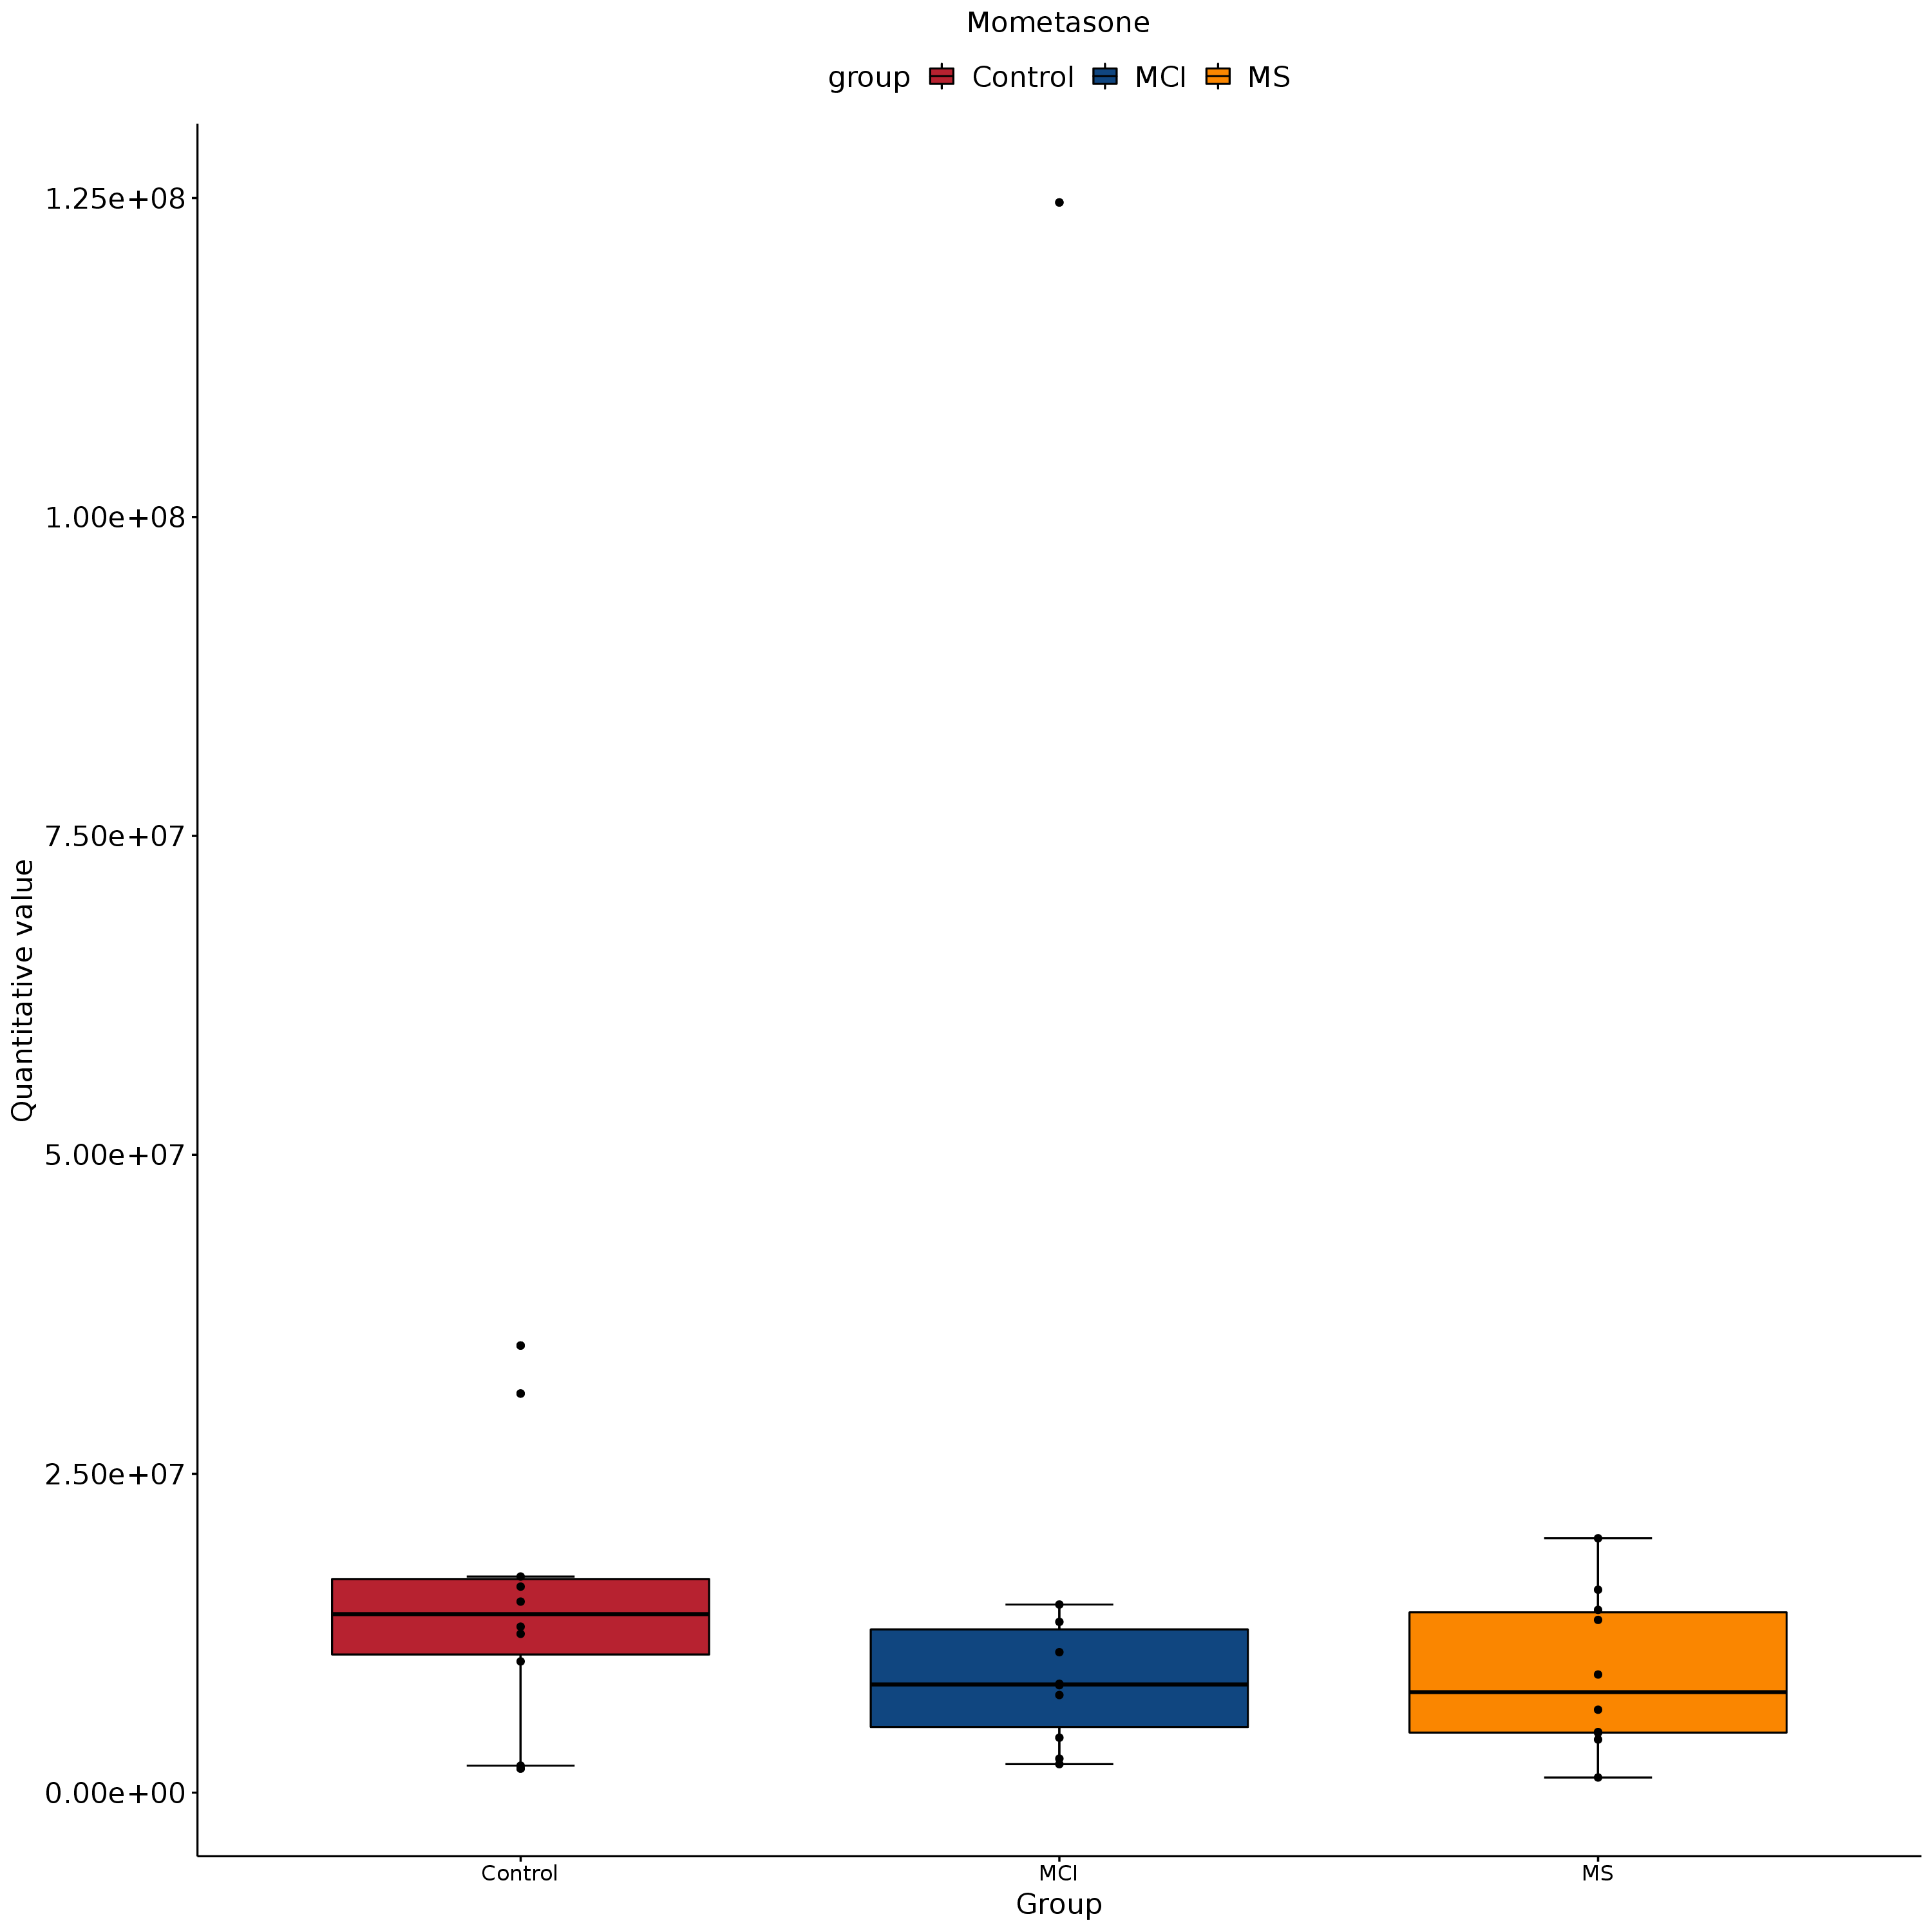 Mometasone
group Control MCI MS
1.25e+08
1.00e+08
7.50e+07
5.00e+07
2.50e+07
0.00e+00
Quantitative value
Control MCI MS
Group